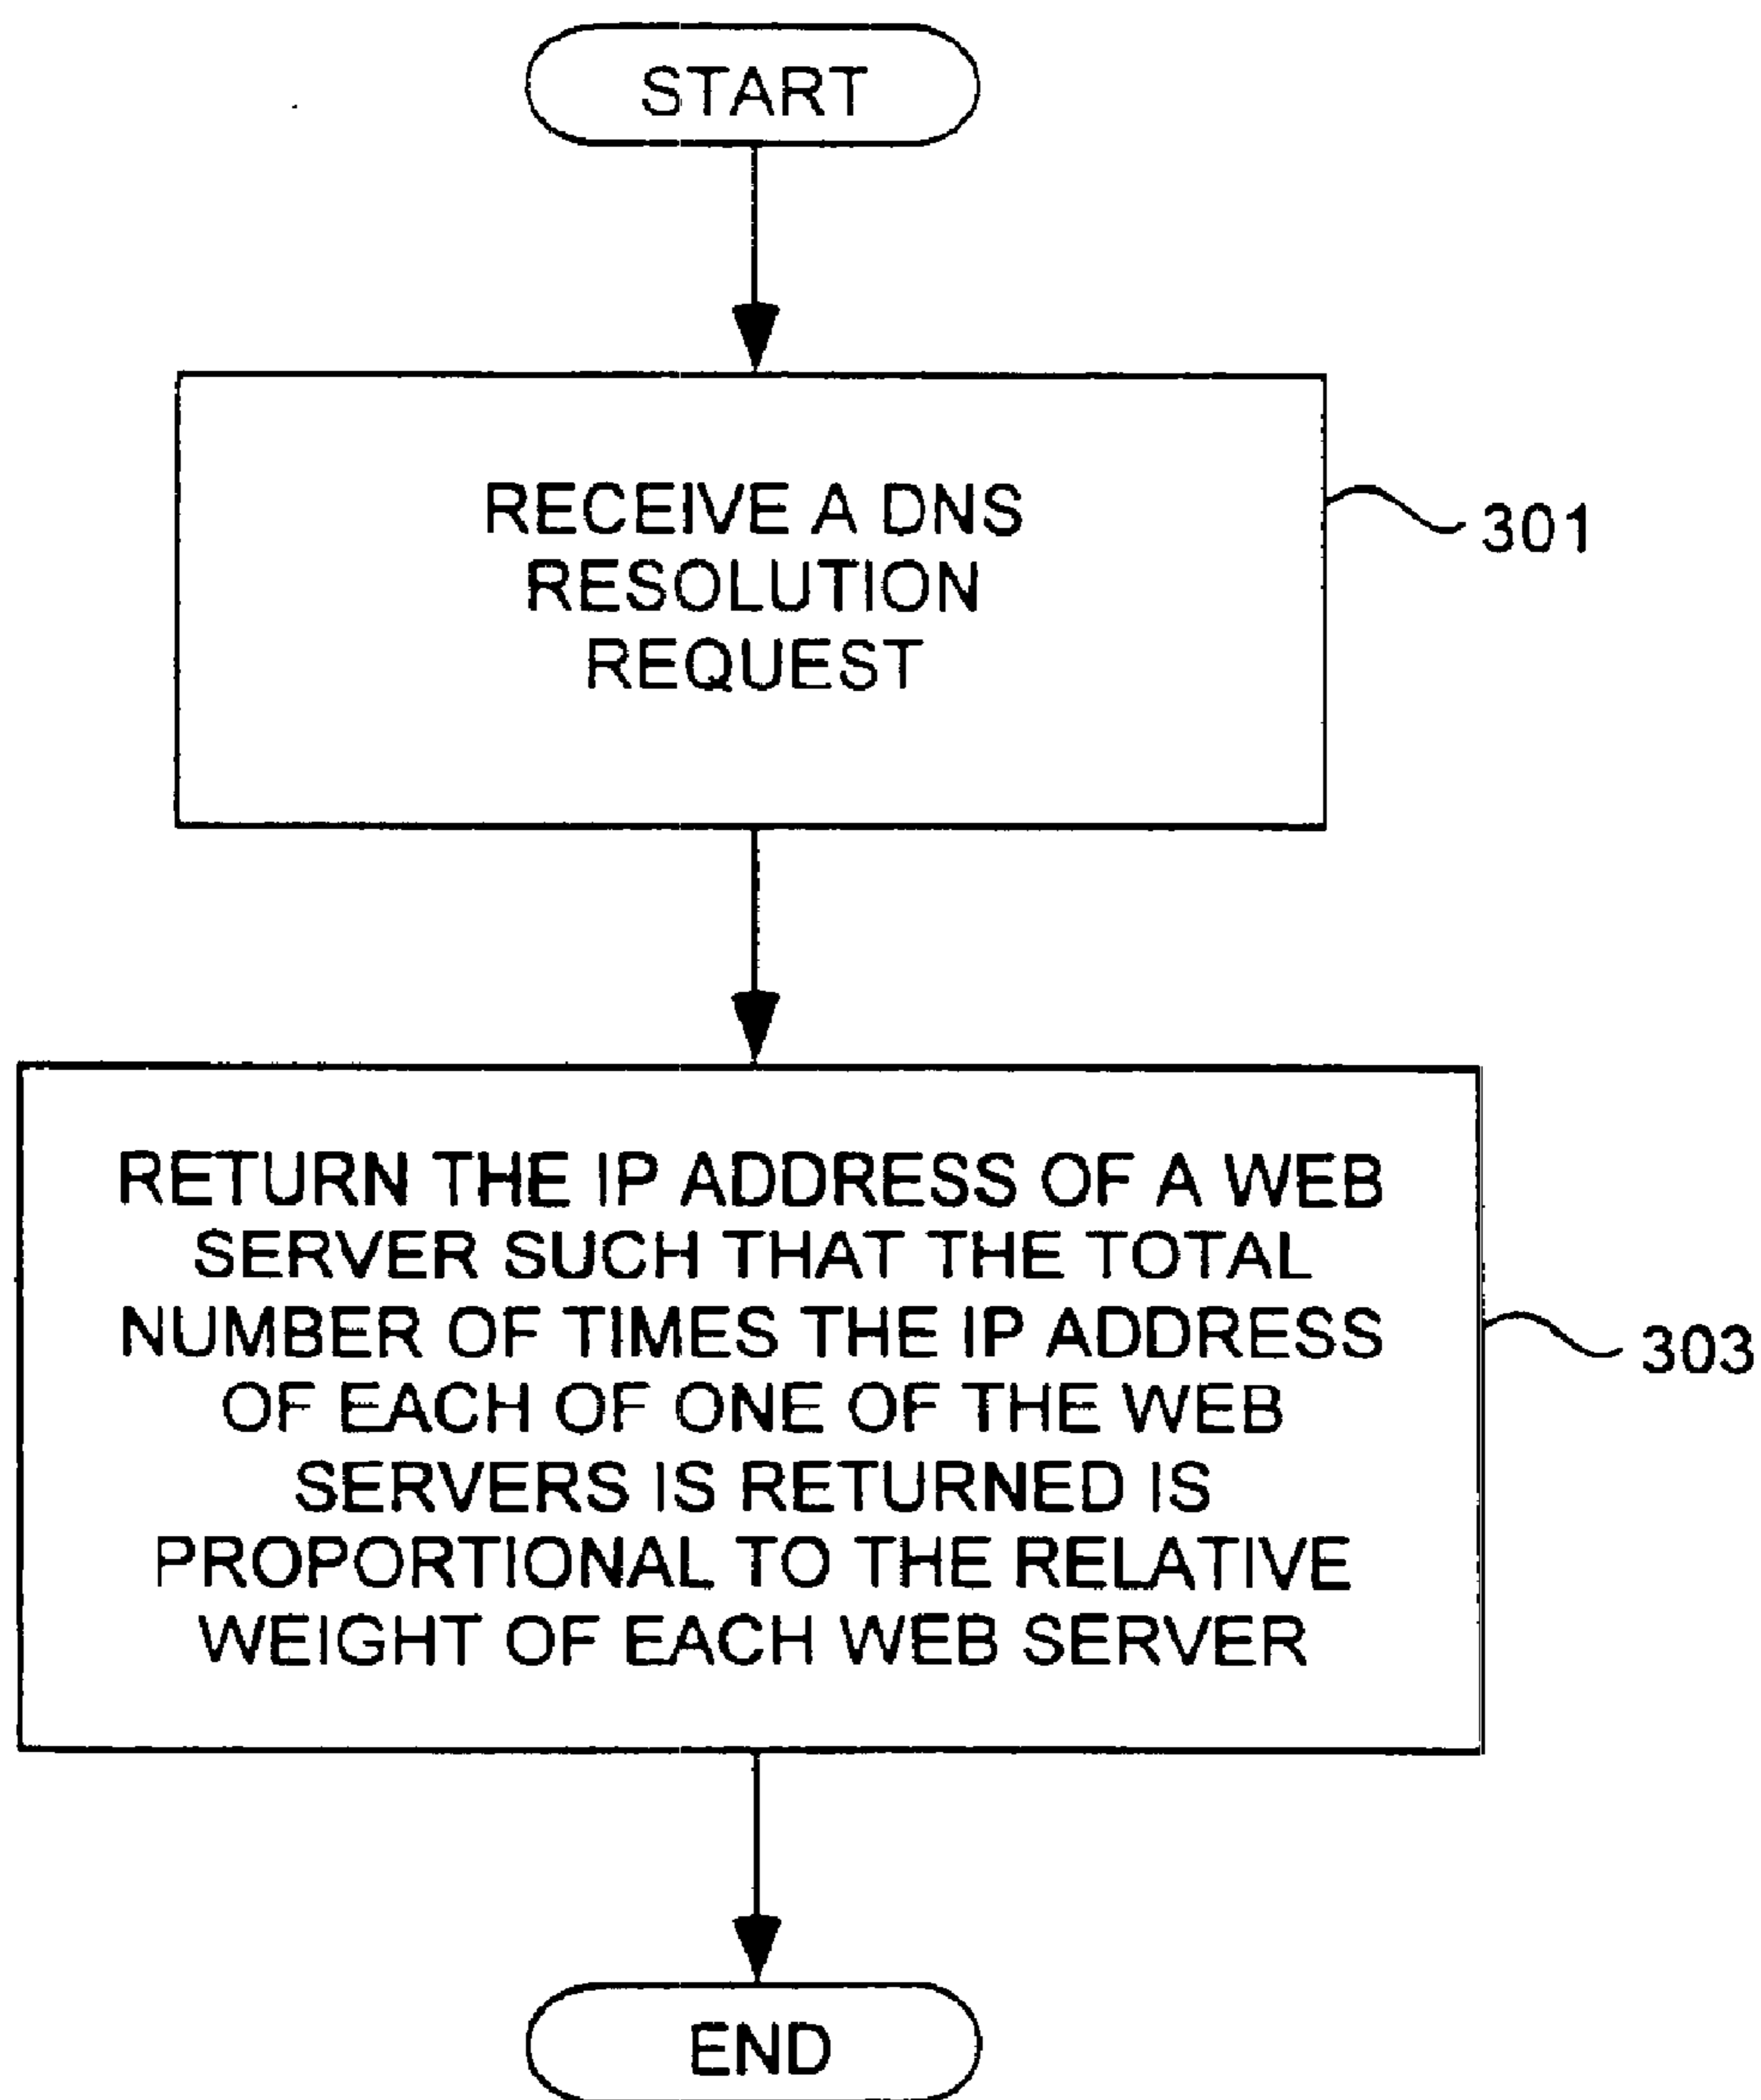 START
RECEIVE A DNS
RESOLUTION
REQUEST
301
RETURN THE IP ADDRESS OF A WEB
SERVER SUCH THAT THE TOTAL
NUMBER OF TIMES THE IP ADDRESS
OF EACH OF ONE OF THE WEB
SERVERS IS RETURNED IS
PROPORTIONAL TO THE RELATIVE
WEIGHT OF EACH WEB SERVER
303
END